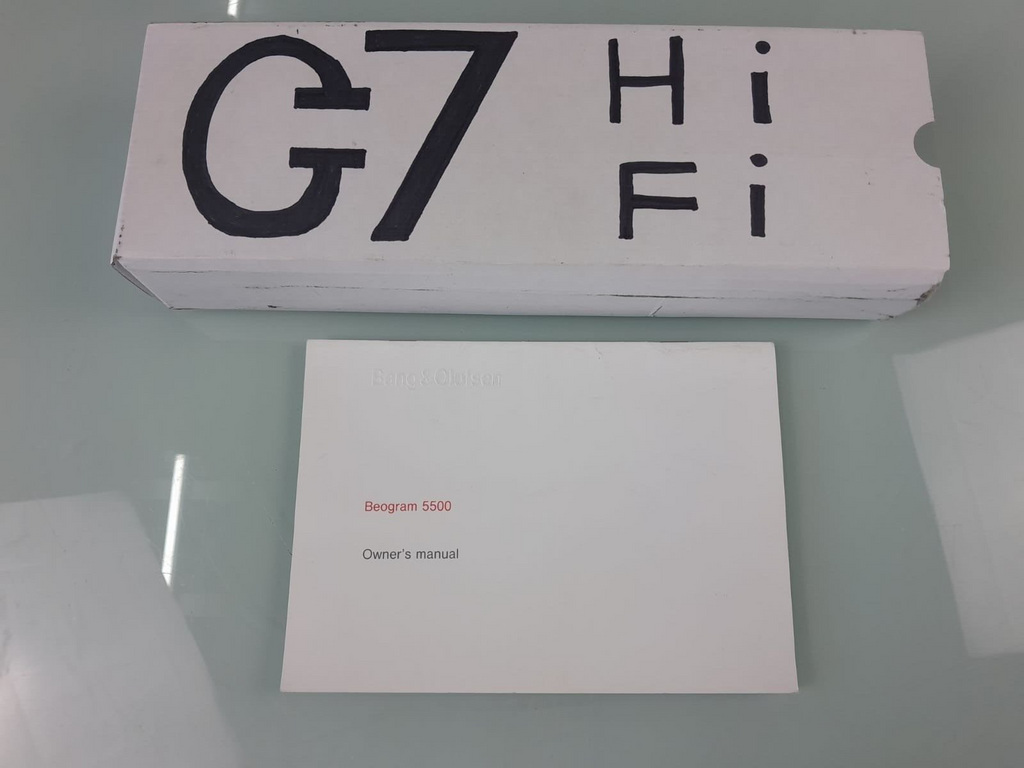 G7 Hi
Fi
Bang & Olufsen
Beogram 5500
Owner's manual